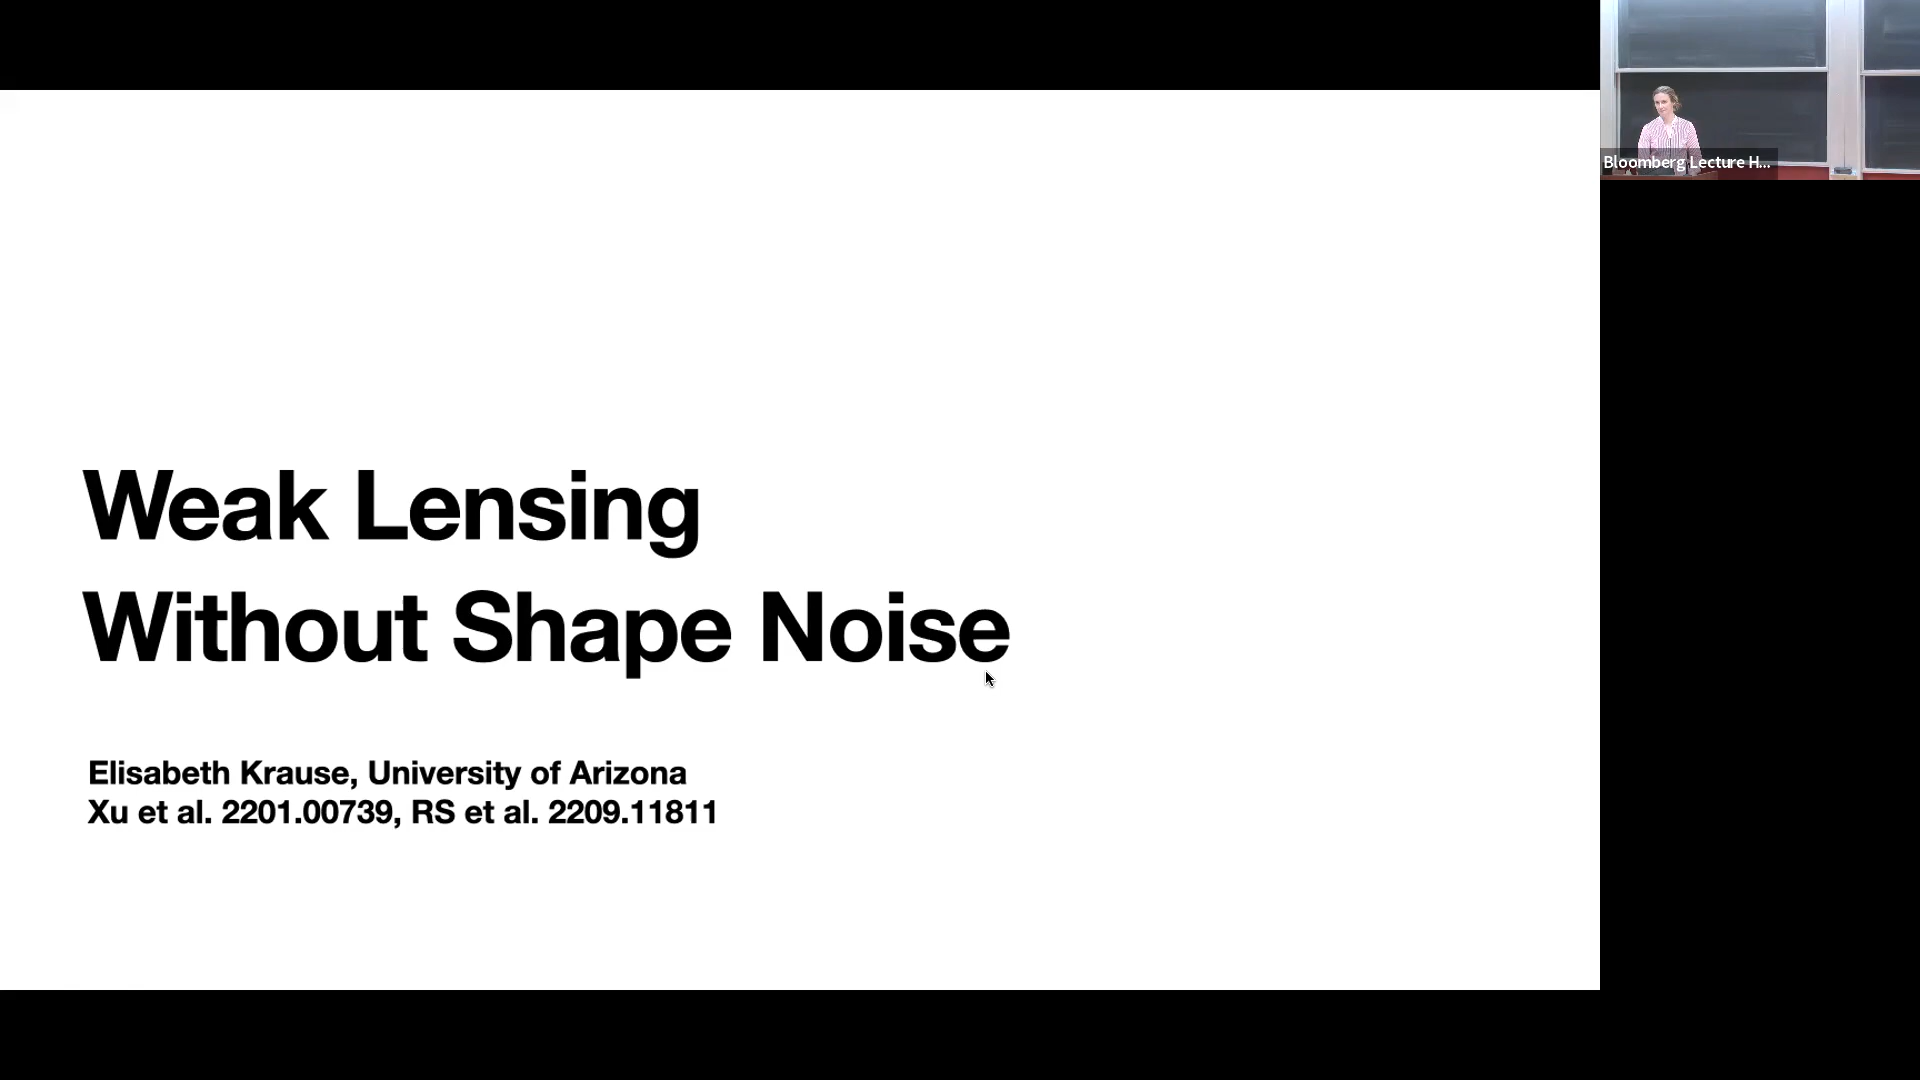 Weak Lensing
Without Shape Noise
Elisabeth Krause, University of Arizona
Xu et al. 2201.00739, RS et al. 2209.11811
Bloomberg Lecture H...